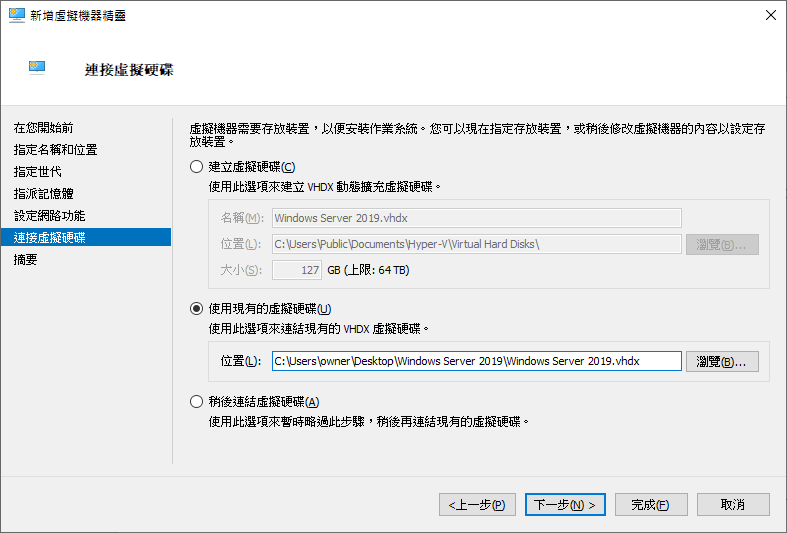 新增虛擬機器精靈
連接虛擬硬碟
在您開始前
指定名稱和位置
指定世代
指派記憶體
設定網路功能
連接虛擬硬碟
摘要
虛擬機器需要存放裝置，以便安裝作業系統。您可以現在指定存放裝置，或稍後修改虛擬機器的內容以設定存
放裝置。
建立虛擬硬碟(C)
使用此選項來建立 VHDX 動態擴充虛擬硬碟。
名稱(M): Windows Server 2019.vhdx
位置(L): C:\Users\Public\Documents\Hyper-V\Virtual Hard Disks\ 瀏覽(B)...
大小(S): 127 GB (上限: 64 TB)
使用現有的虛擬硬碟(U)
使用此選項來連結現有的 VHDX 虛擬硬碟。
位置(L): C:\Users\owner\Desktop\Windows Server 2019\Windows Server 2019.vhdx 瀏覽(B)...
稍後連結虛擬硬碟(A)
使用此選項來暫時略過此步驟，稍後再連結現有的虛擬硬碟。
<上一步(P) 下一步(N) > 完成(F) 取消